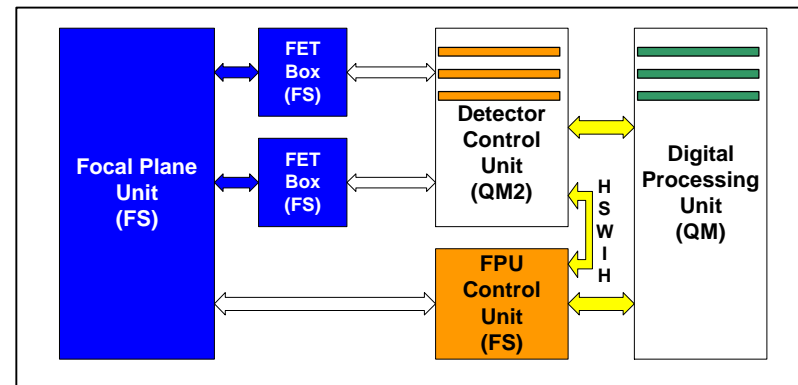 FET
Box
(FS)
FET
Box
(FS)
Focal Plane
Unit
(FS)
Detector
Control
Unit
(QM2)
FPU
Control
Unit
(FS)
H
S
W
I
H
Digital
Processing
Unit
(QM)